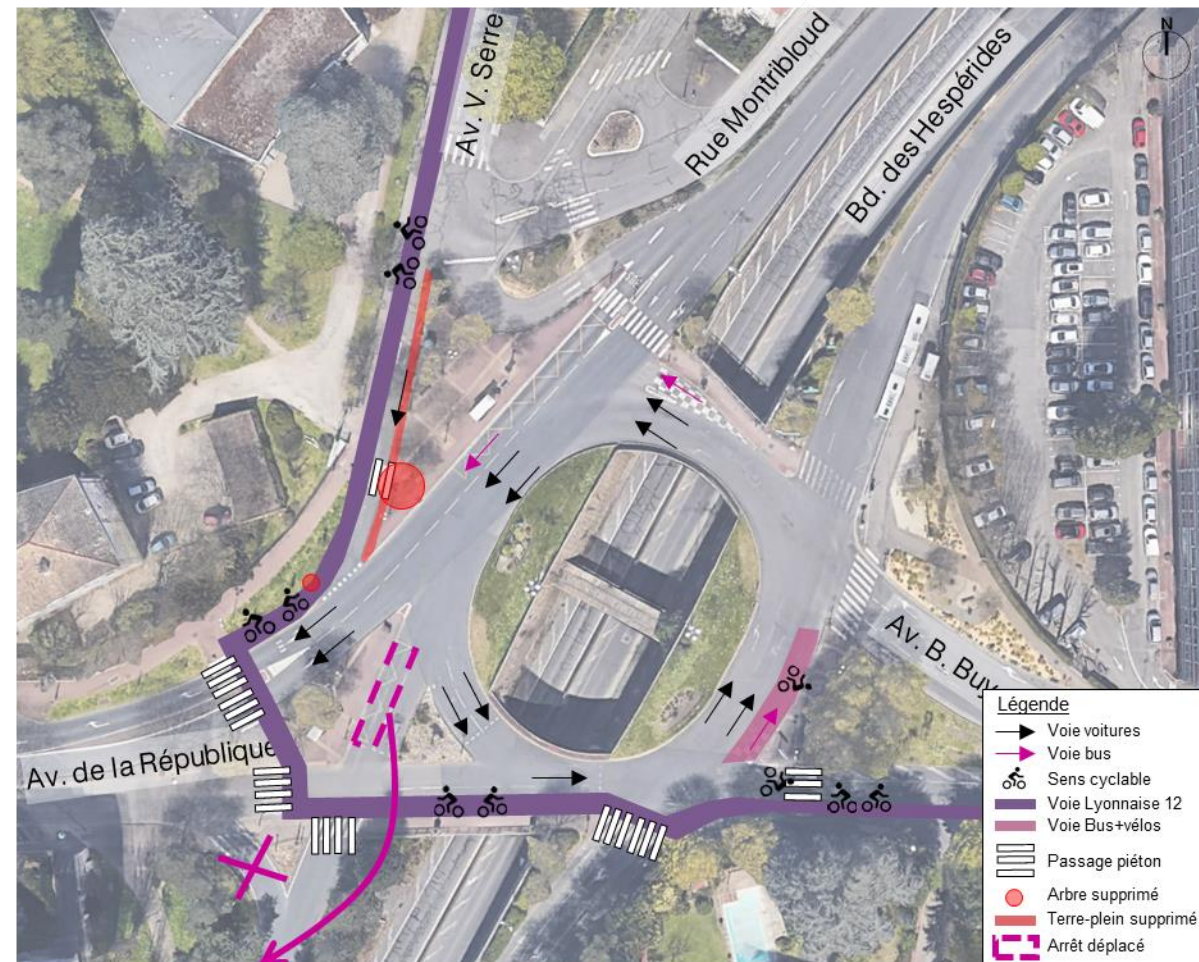 N
Av. V. Serre
Rue Montribloud
Bd. des Hespérides
Av. B. Buy
Av. de la République
Légende
Voie voitures
Voie bus
Sens cyclable
Voie Lyonnaise 12
Voie Bus+vélos
Passage piéton
Arbre supprimé
Terre-plein supprimé
Arrêt déplacé